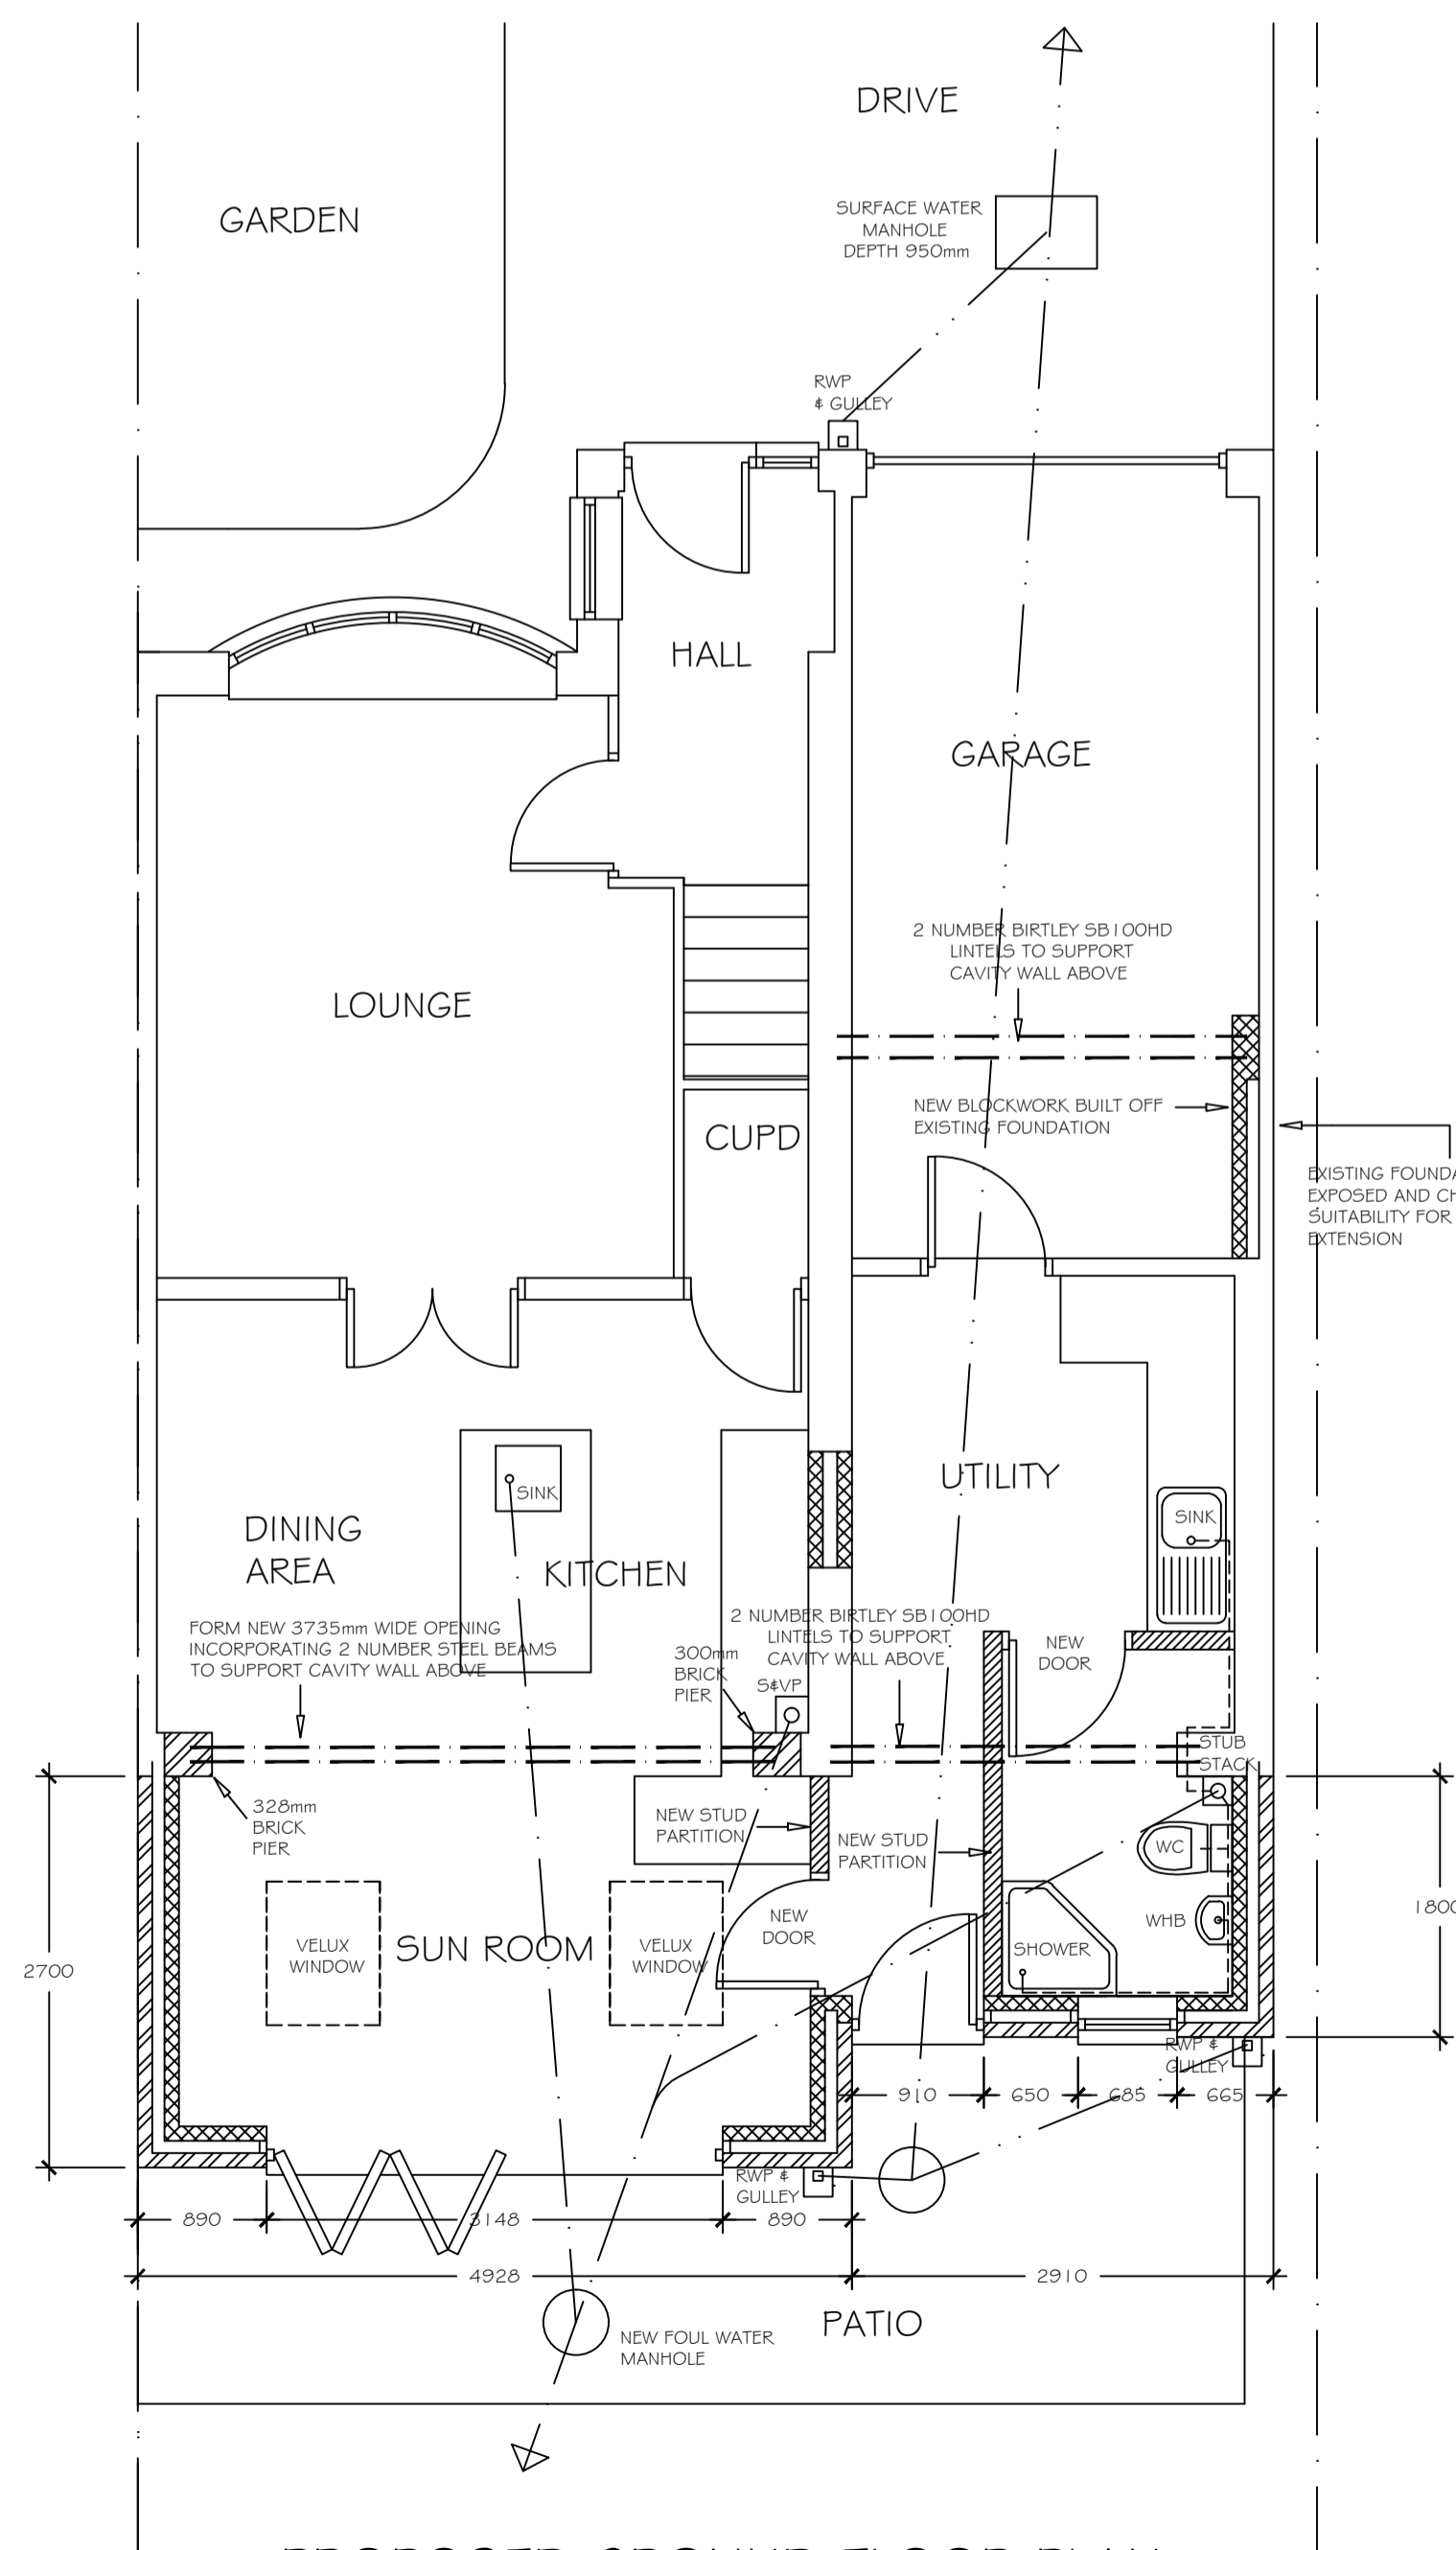 DRIVE
GARDEN
SURFACE WATER
MANHOLE
DEPTH 950mm
RWP
& GULLEY
HALL
GARAGE
2 NUMBER BIRTLEY SB100HD
LINTELS TO SUPPORT
CAVITY WALL ABOVE
LOUNGE
NEW BLOCKWORK BUILT OFF
EXISTING FOUNDATION
CUPD
EXISTING FOUNDA
EXPOSED AND CH
SUITABILITY FOR
EXTENSION
UTILITY
SINK
SINK
DINING
AREA
KITCHEN
FORM NEW 3735mm WIDE OPENING
INCORPORATING 2 NUMBER STEEL BEAMS
TO SUPPORT CAVITY WALL ABOVE
2 NUMBER BIRTLEY SB100HD
LINTELS TO SUPPORT
CAVITY WALL ABOVE
300mm
BRICK
PIER
S&VP
NEW
DOOR
STUB
STACK
328mm
BRICK
PIER
NEW STUD
PARTITION
NEW STUD
PARTITION
WC
WHB
SHOWER
NEW
DOOR
VELUX
WINDOW
SUN ROOM
VELUX
WINDOW
2700
1800
RWP &
GULLEY
910
650
685
665
RWP &
GULLEY
890
3148
890
4928
2910
PATIO
NEW FOUL WATER
MANHOLE
PROPOSED GROUND FLOOR PLAN